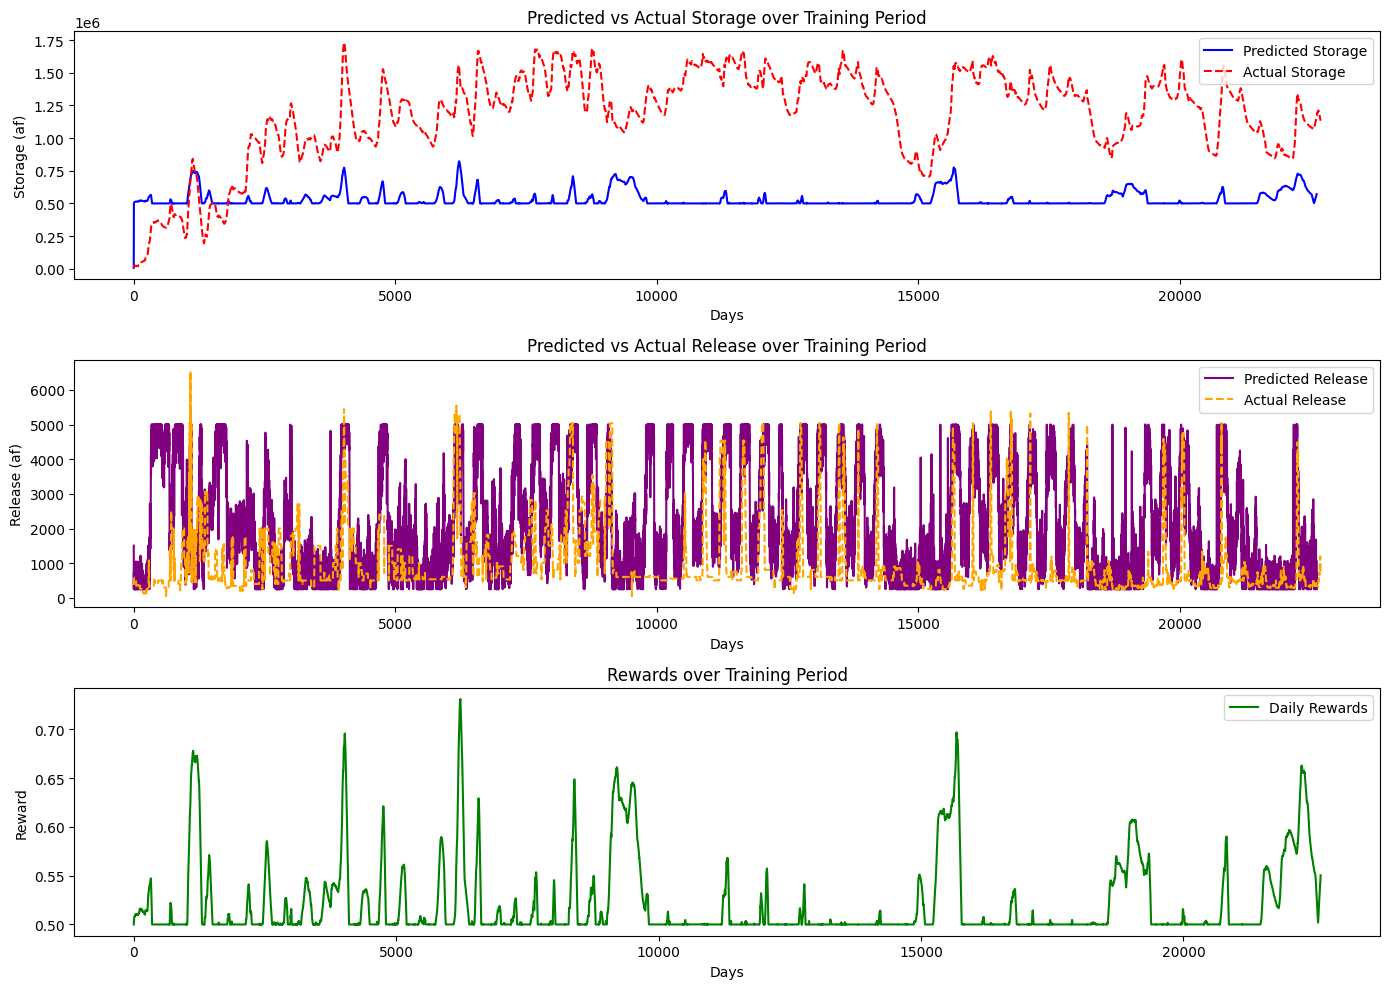 Predicted vs Actual Storage over Training Period
1e6
Storage (af)
1.75
1.50
1.25
1.00
0.75
0.50
0.25
0.00
Predicted Storage
Actual Storage
0 5000 10000 15000 20000
Days
Predicted vs Actual Release over Training Period
Release (af)
6000
5000
4000
3000
2000
1000
0
Predicted Release
Actual Release
0 5000 10000 15000 20000
Days
Rewards over Training Period
Reward
0.70
0.65
0.60
0.55
0.50
Daily Rewards
0 5000 10000 15000 20000
Days